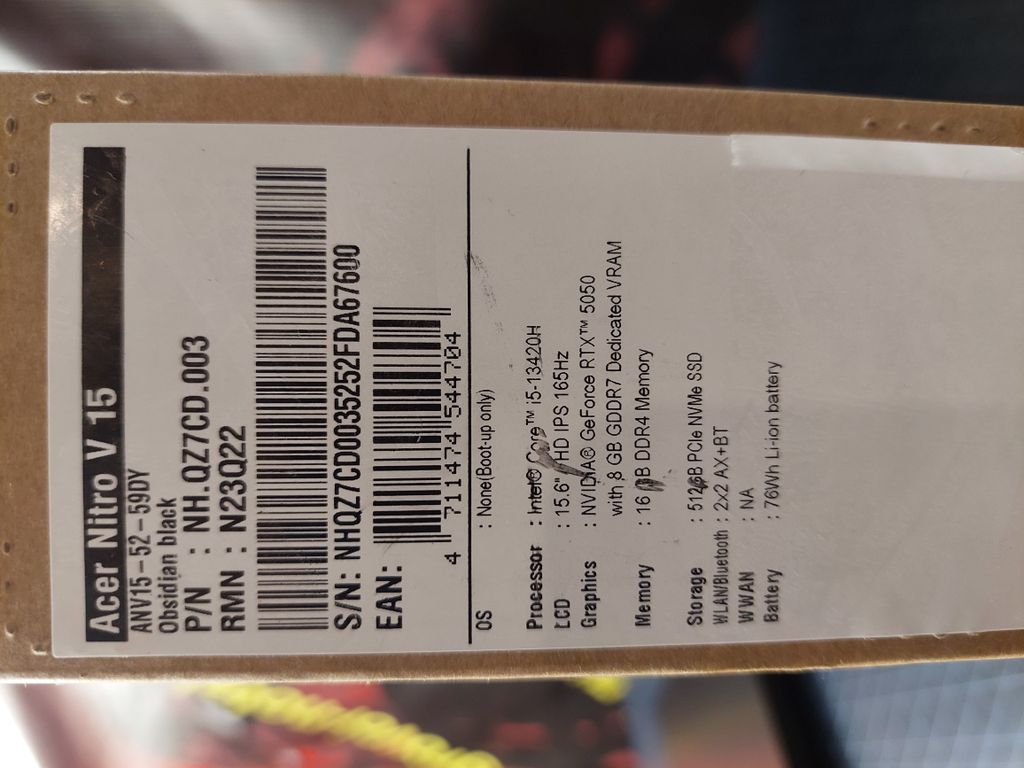 Acer Nitro V 15
ANV15-52-59DY
Obsidian black
P/N : NH.QZ7CD.003
RMN : N23Q22
S/N: NHQZ7CD0035252FDA67600
EAN:
4 711474 544704
OS : None(Boot-up only)
Processor : Intel® Core™ i5-13420H
LCD : 15.6" HD IPS 165Hz
Graphics : NVIDIA® GeForce RTX™ 5050
with 8 GB GDDR7 Dedicated VRAM
Memory : 16 GB DDR4 Memory
Storage : 512GB PCIe NVMe SSD
WLAN/Bluetooth : 2x2 AX+BT
WWAN : NA
Battery : 76Wh Li-ion battery